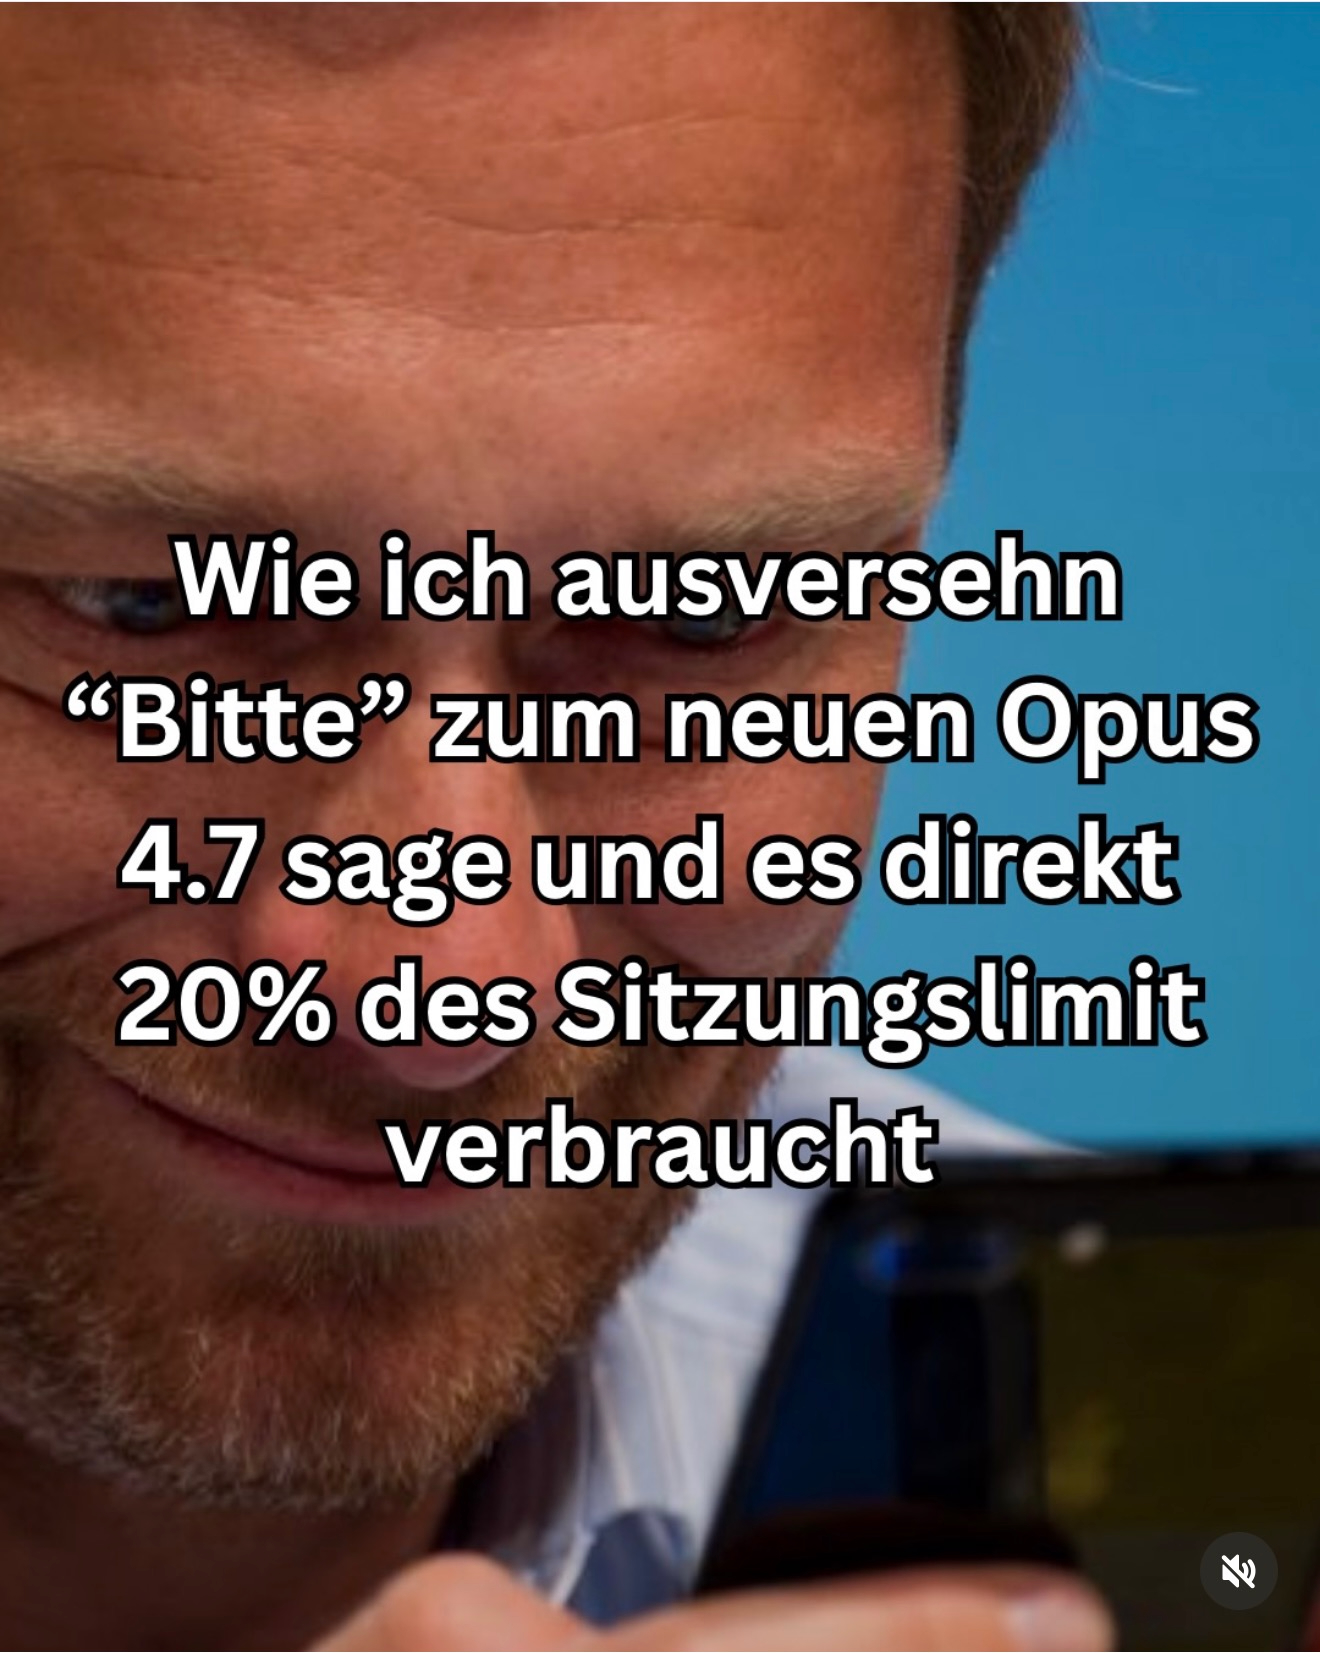 Wie ich ausversehn
“Bitte” zum neuen Opus
4.7 sage und es direkt
20% des Sitzungslimit
verbraucht